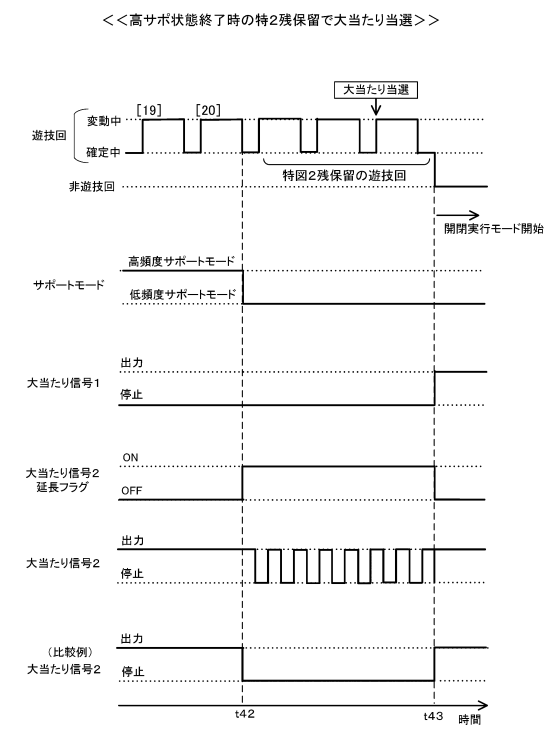 ＜＜高サポ状態終了時の特２残保留で大当たり当選＞＞
大当たり当選
[19]
[20]
遊技回
変動中
確定中
特図２残保留の遊技回
非遊技回
開閉実行モード開始
サポートモード
高頻度サポートモード
低頻度サポートモード
大当たり信号１
出力
停止
大当たり信号２
延長フラグ
ON
OFF
大当たり信号２
出力
停止
（比較例）
大当たり信号２
出力
停止
t42
t43
時間